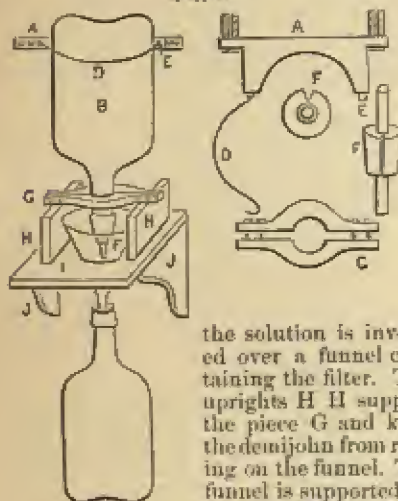 A
D
E
B
G
H
H
F
I
J
J
A
F
E
D
F
G
the solution is inv
ed over a funnel c
taining the filter. T
uprights H H supp
the piece G and k
the demijohn from r
ing on the funnel. T
funnel is supported